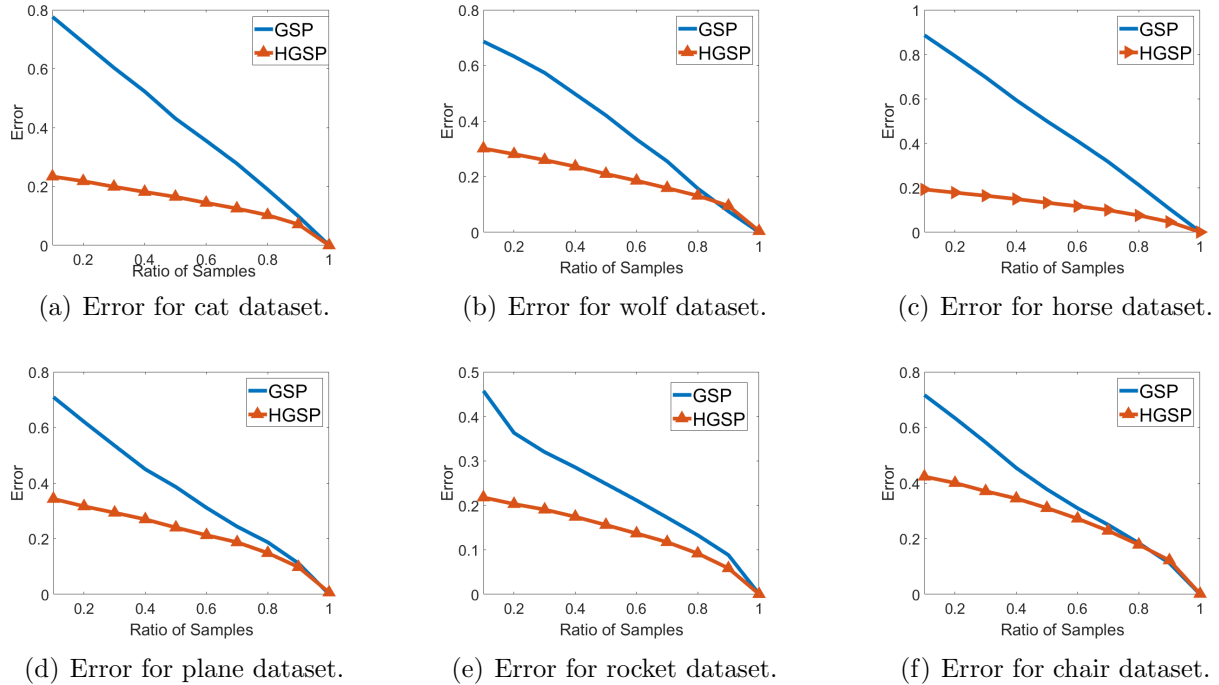 0.8
0.6
0.4
0.2
0
Error
GSP
HGSP
0.2 0.4 0.6 0.8 1
Ratio of Samples
(a) Error for cat dataset.
0.8
0.6
0.4
0.2
0
Error
GSP
HGSP
0.2 0.4 0.6 0.8 1
Ratio of Samples
(b) Error for wolf dataset.
1
0.8
0.6
0.4
0.2
0
Error
GSP
HGSP
0.2 0.4 0.6 0.8 1
Ratio of Samples
(c) Error for horse dataset.
0.8
0.6
0.4
0.2
0
Error
GSP
HGSP
0.2 0.4 0.6 0.8 1
Ratio of Samples
(d) Error for plane dataset.
0.5
0.4
0.3
0.2
0.1
0
Error
GSP
HGSP
0.2 0.4 0.6 0.8 1
Ratio of Samples
(e) Error for rocket dataset.
0.8
0.6
0.4
0.2
0
Error
GSP
HGSP
0.2 0.4 0.6 0.8 1
Ratio of Samples
(f) Error for chair dataset.